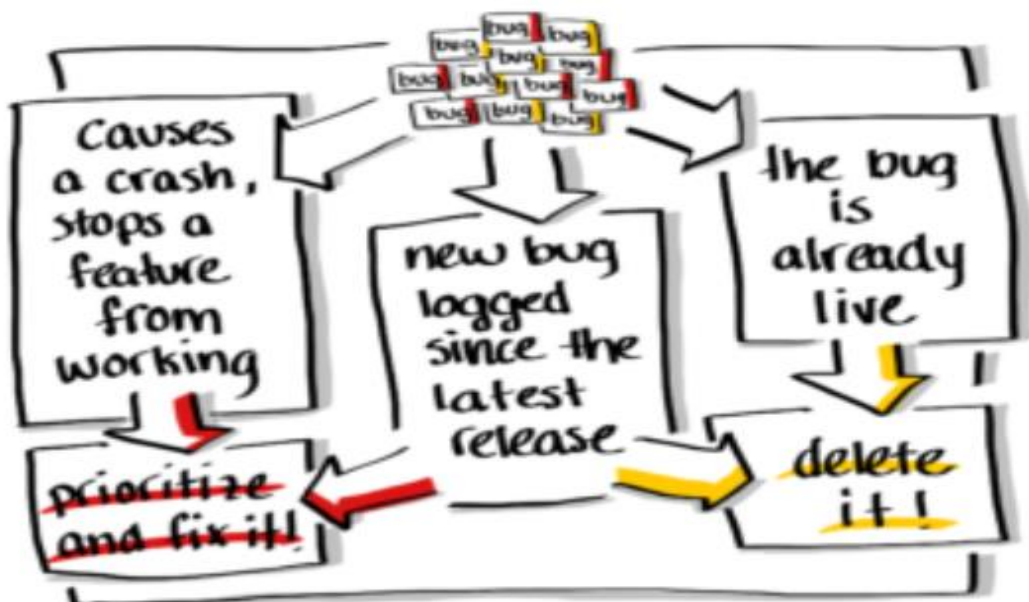 bug
bug
bug
bug
bug
bug
bug
bug
bug
bug
bug
bug
bug
causes
a crash,
stops a
feature
from
working
new bug
logged
since the
latest
release
the bug
is
already
live
prioritize
and fix it!
delete
it!